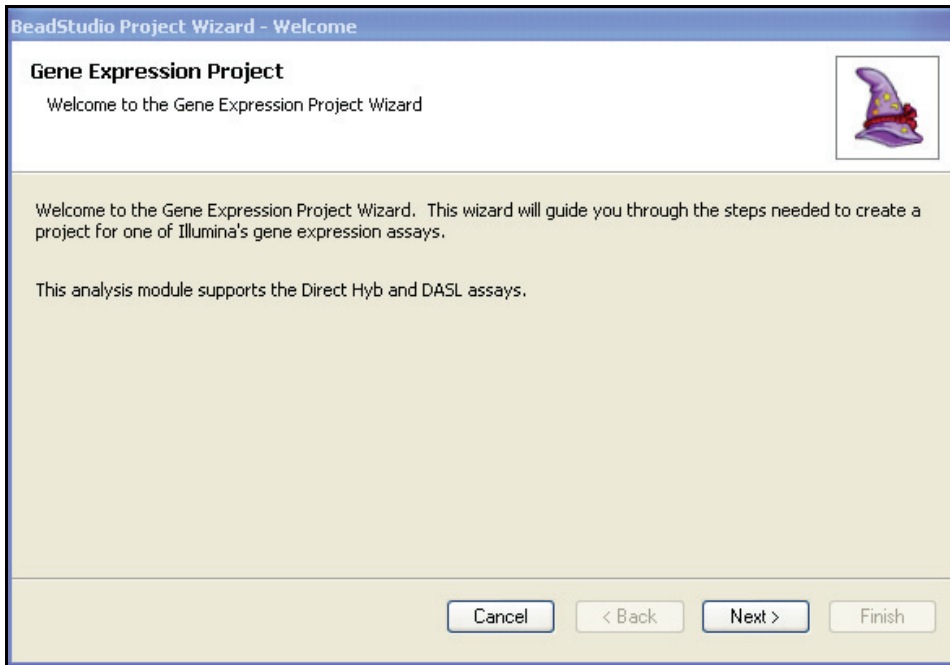 BeadStudio Project Wizard - Welcome
Gene Expression Project
Welcome to the Gene Expression Project Wizard
Welcome to the Gene Expression Project Wizard.  This wizard will guide you through the steps needed to create a
project for one of Illumina's gene expression assays.
This analysis module supports the Direct Hyb and DASL assays.
Cancel < Back Next > Finish